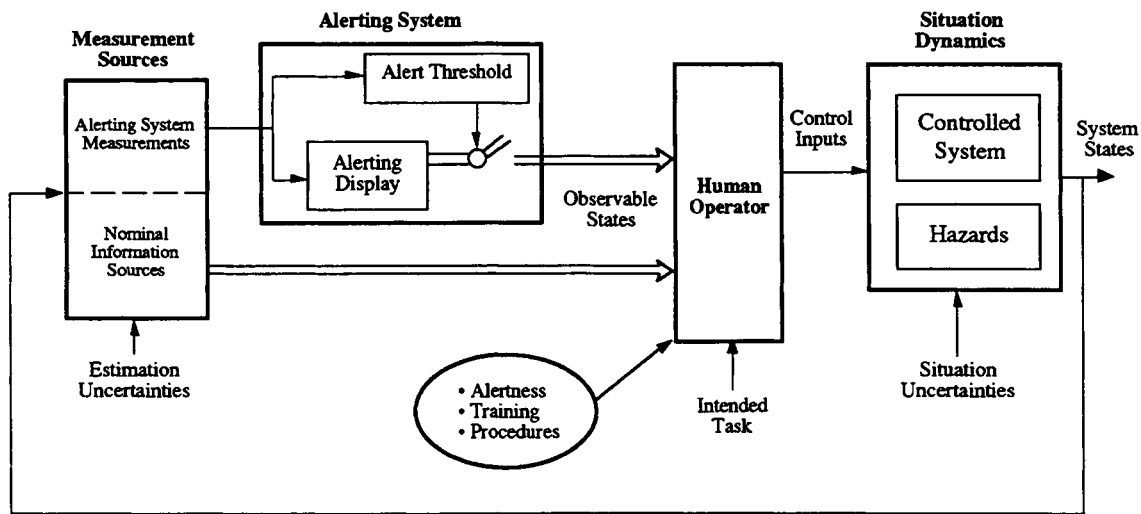 Measurement
Sources
Alerting System
Measurements
Nominal
Information
Sources
Estimation
Uncertainties
Alerting System
Alert Threshold
Alerting
Display
Observable
States
• Alertness
• Training
• Procedures
Human
Operator
Intended
Task
Control
Inputs
Situation
Dynamics
Controlled
System
Hazards
Situation
Uncertainties
System
States